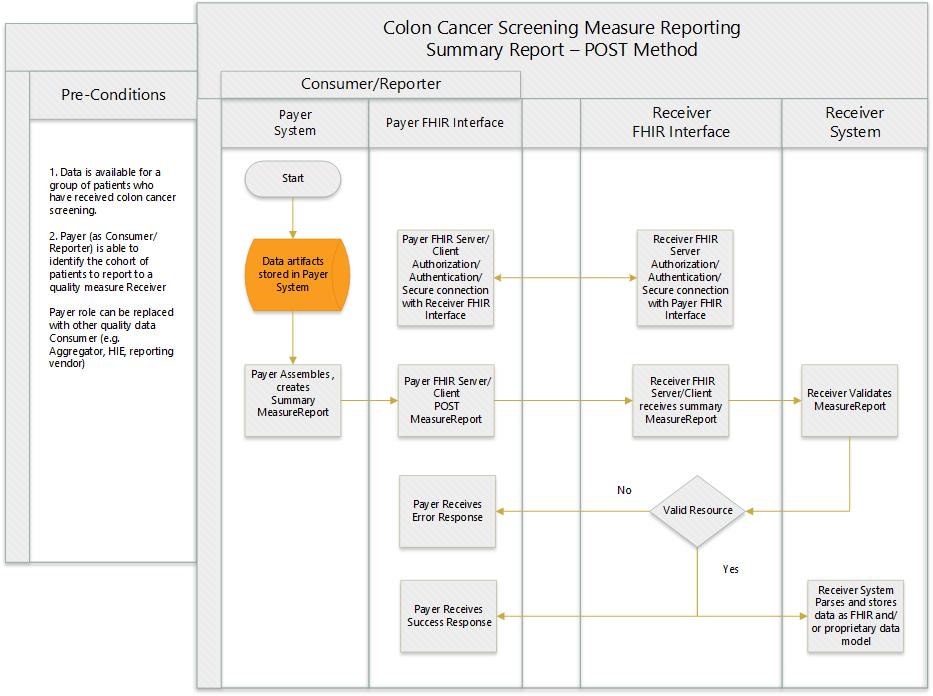 Colon Cancer Screening Measure Reporting
Summary Report – POST Method
Consumer/Reporter
Pre-Conditions
Payer
System
Payer FHIR Interface
Receiver
FHIR Interface
Receiver
System
1. Data is available for a
group of patients who
have received colon cancer
screening.
2. Payer (as Consumer/
Reporter) is able to
identify the cohort of
patients to report to a
quality measure Receiver
Payer role can be replaced
with other quality data
Consumer (e.g.
Aggregator, HIE, reporting
vendor)
Start
Data artifacts
stored in Payer
System
Payer FHIR Server/
Client
Authorization/
Authentication/
Secure connection
with Receiver FHIR
Interface
Receiver FHIR
Server
Authorization/
Authentication/
Secure connection
with Payer FHIR
Interface
Payer Assembles ,
creates
Summary
MeasureReport
Payer FHIR Server/
Client
POST
MeasureReport
Receiver FHIR
Server/Client
receives summary
MeasureReport
Receiver Validates
MeasureReport
Payer Receives
Error Response
No
Valid Resource
Yes
Payer Receives
Success Response
Receiver System
Parses and stores
data as FHIR and/
or proprietary data
model